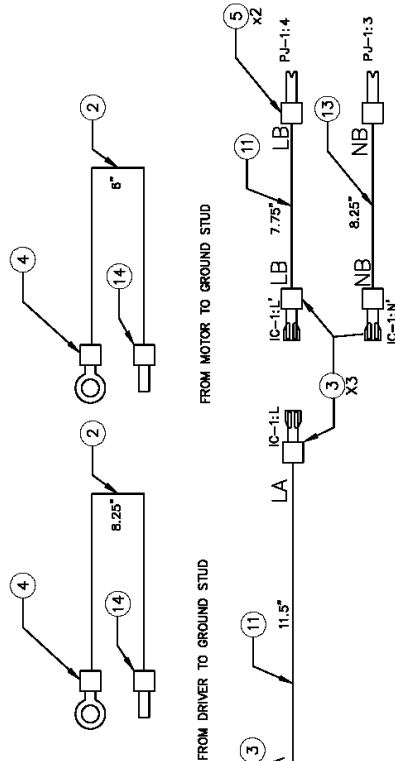 4
2
8.25"
14
FROM DRIVER TO GROUND STUD
4
2
6"
14
FROM MOTOR TO GROUND STUD
3
11
11.5"
LA
IC-1:L
3
X3
IC-1:L'
LB
7.75"
11
LB
5
x2
PJ-1:4
IC-1:N'
NB
8.25"
13
NB
PJ-1:3